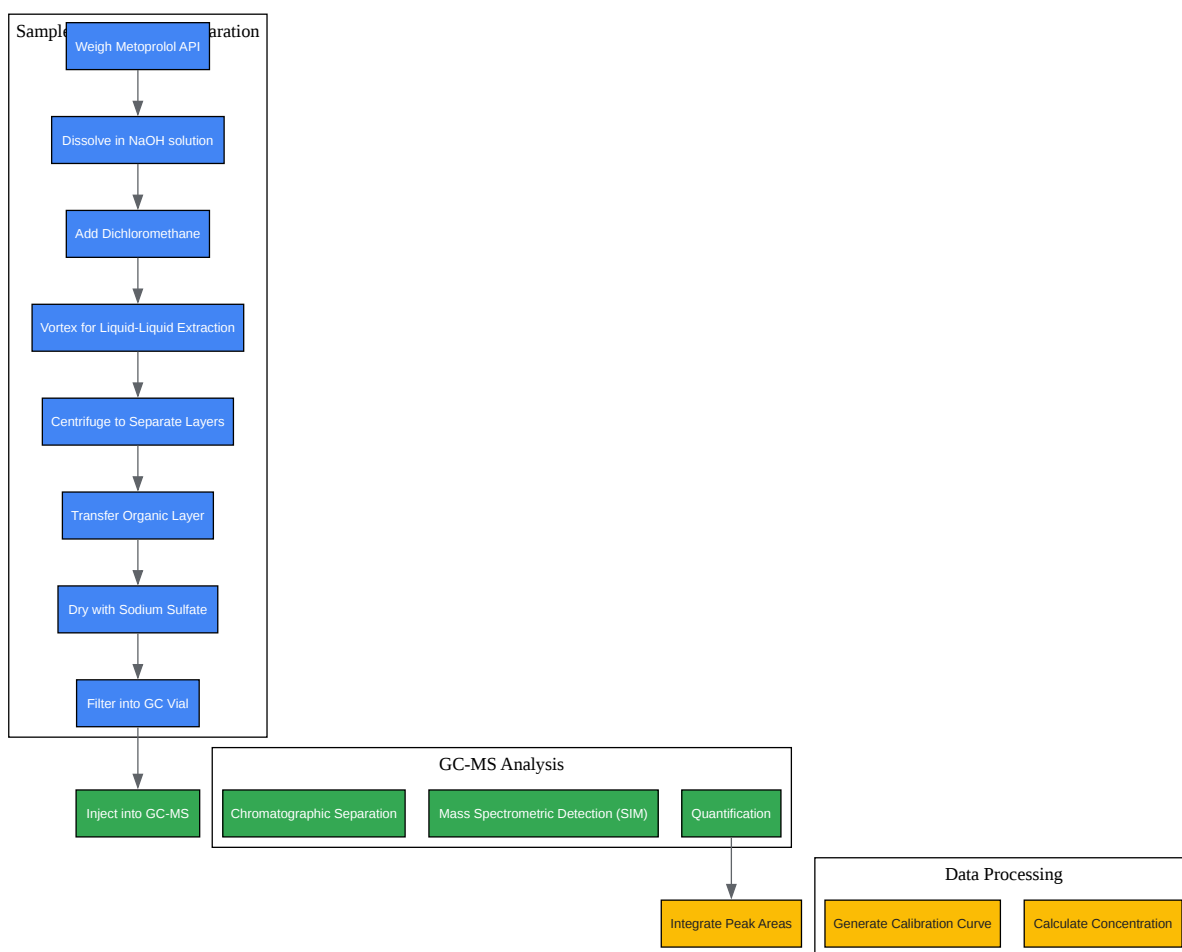 Sample
aration
Weigh Metoprolol API
Dissolve in NaOH solution
Add Dichloromethane
Vortex for Liquid-Liquid Extraction
Centrifuge to Separate Layers
Transfer Organic Layer
Dry with Sodium Sulfate
Filter into GC Vial
GC-MS Analysis
Inject into GC-MS
Chromatographic Separation
Mass Spectrometric Detection (SIM)
Quantification
Data Processing
Integrate Peak Areas
Generate Calibration Curve
Calculate Concentration